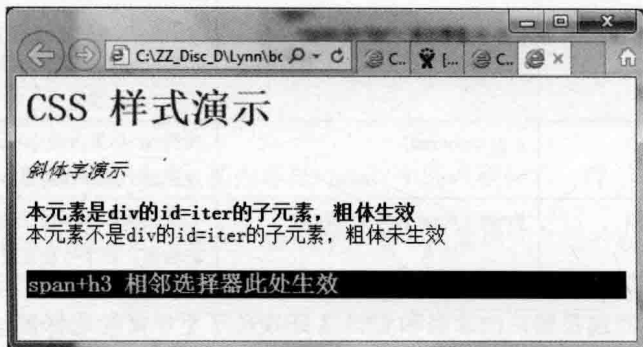 C:\ZZ_Disc_D\Lynn\bc
C...
[...
C...
CSS 样式演示
斜体字演示
本元素是div的id=iter的子元素，粗体生效
本元素不是div的id=iter的子元素，粗体未生效
span+h3 相邻选择器此处生效